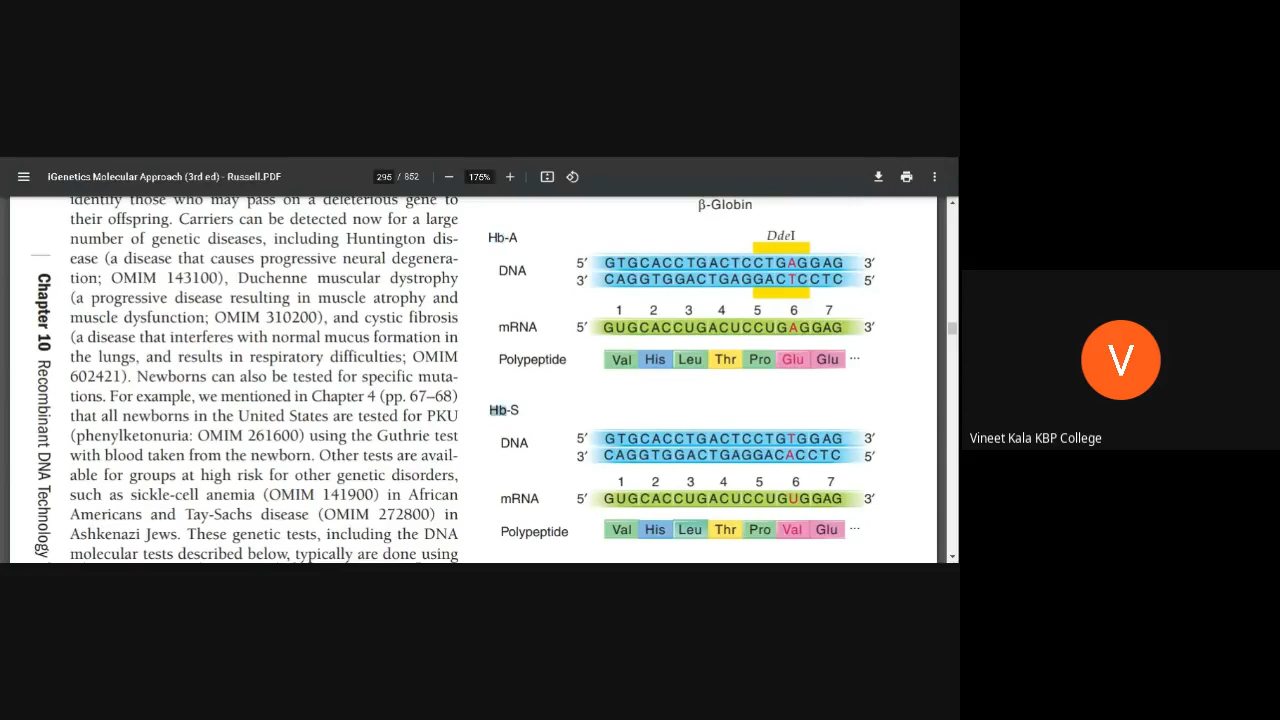 iGenetics Molecular Approach (3rd ed) - Russell.PDF
295 / 852
175%
identify those who may pass on a deleterious gene to
their offspring. Carriers can be detected now for a large
number of genetic diseases, including Huntington dis-
ease (a disease that causes progressive neural degenera-
tion; OMIM 143100), Duchenne muscular dystrophy
(a progressive disease resulting in muscle atrophy and
muscle dysfunction; OMIM 310200), and cystic fibrosis
(a disease that interferes with normal mucus formation in
the lungs, and results in respiratory difficulties; OMIM
602421). Newborns can also be tested for specific muta-
tions. For example, we mentioned in Chapter 4 (pp. 67–68)
that all newborns in the United States are tested for PKU
(phenylketonuria: OMIM 261600) using the Guthrie test
with blood taken from the newborn. Other tests are avail-
able for groups at high risk for other genetic disorders,
such as sickle-cell anemia (OMIM 141900) in African
Americans and Tay-Sachs disease (OMIM 272800) in
Ashkenazi Jews. These genetic tests, including the DNA
molecular tests described below, typically are done using
Chapter 10 Recombinant DNA Technology
β-Globin
DdeI
Hb-A
DNA
5′ GTGCACCTGACTCCTGAGGAG 3′
3′ CAGGTGGACTGAGGACTCCTC 5′
1 2 3 4 5 6 7
mRNA 5′ GUGCACCUGACUCCUGAGGAG 3′
Polypeptide Val His Leu Thr Pro Glu Glu ...
Hb-S
DNA
5′ GTGCACCTGACTCCTGTGGAG 3′
3′ CAGGTGGACTGAGGACACCTC 5′
1 2 3 4 5 6 7
mRNA 5′ GUGCACCUGACUCCUGUGGAG 3′
Polypeptide Val His Leu Thr Pro Val Glu ...
V
Vineet Kala KBP College